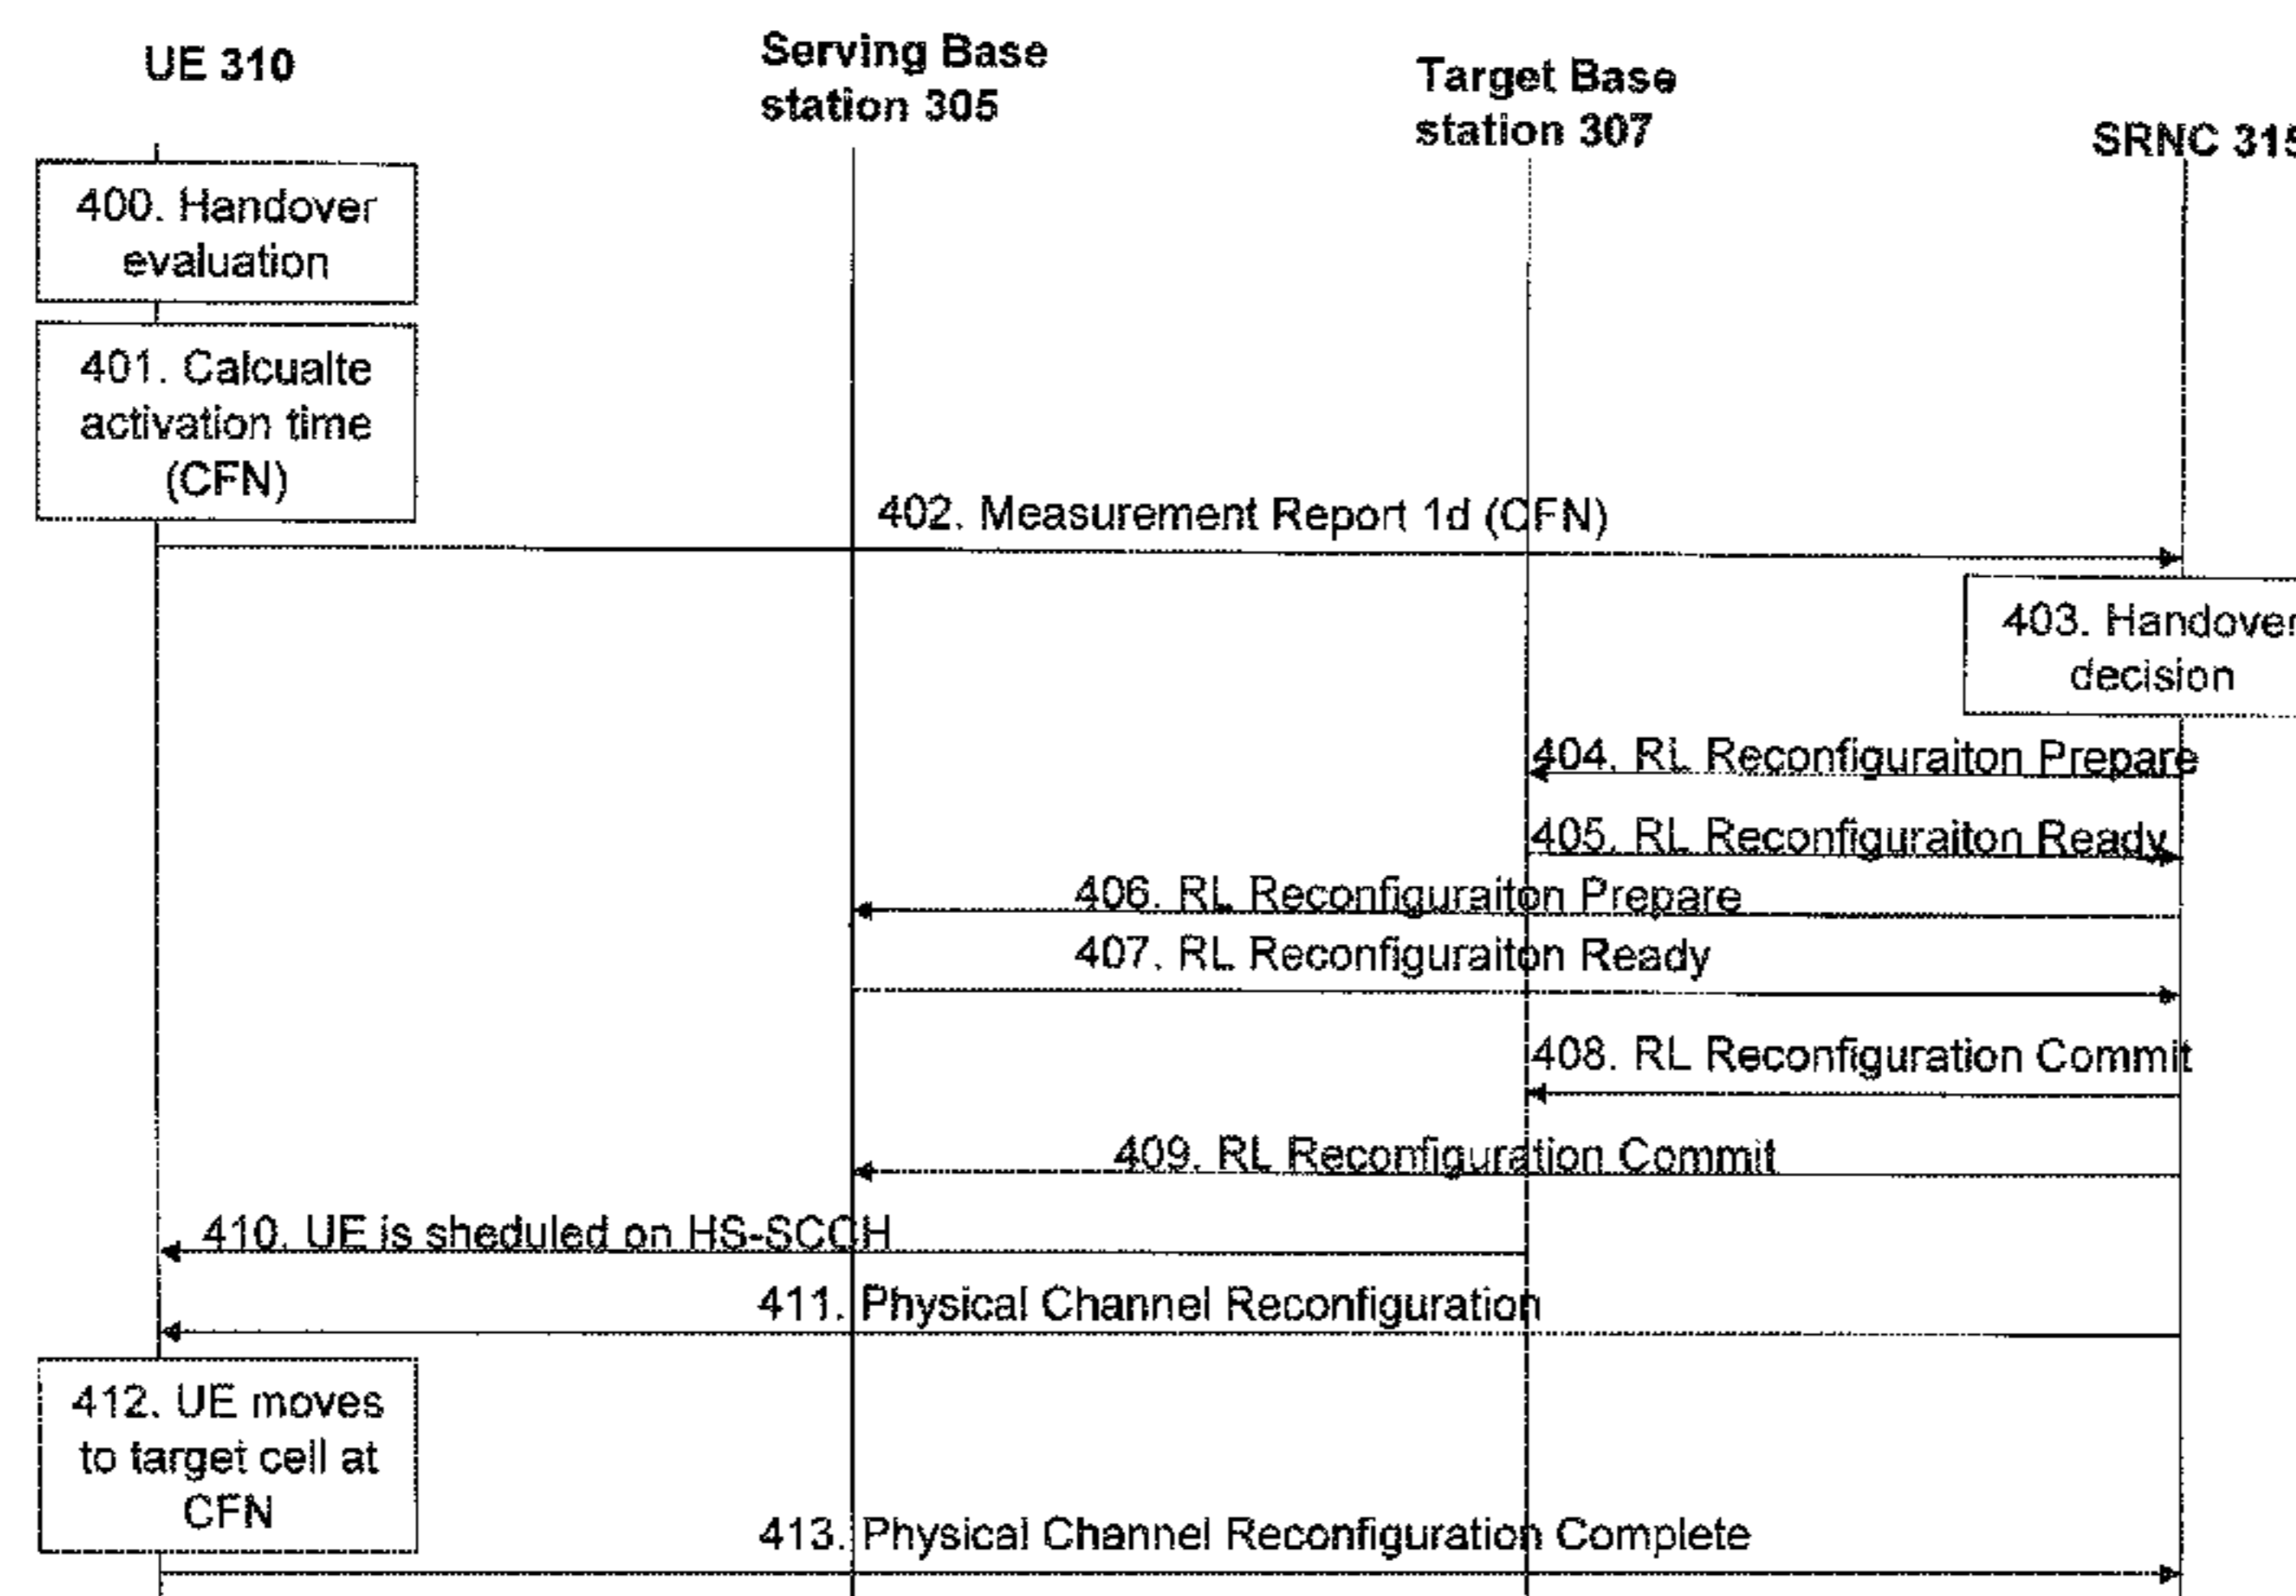 UE 310
Serving Base
station 305
Target Base
station 307
SRNC 315
400. Handover
evaluation
401. Calcualte
activation time
(CFN)
402. Measurement Report 1d (CFN)
403. Handover
decision
404. RL Reconfiguraiton Prepare
405. RL Reconfiguraiton Ready
406. RL Reconfiguraiton Prepare
407. RL Reconfiguraiton Ready
408. RL Reconfiguration Commit
409. RL Reconfiguration Commit
410. UE is sheduled on HS-SCCH
411. Physical Channel Reconfiguration
412. UE moves
to target cell at
CFN
413. Physical Channel Reconfiguration Complete